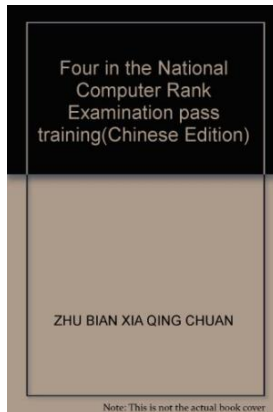 Four in the National
Computer Rank
Examination pass
training(Chinese Edition)
ZHU BIAN XIA QING CHUAN
Note: This is not the actual book cover